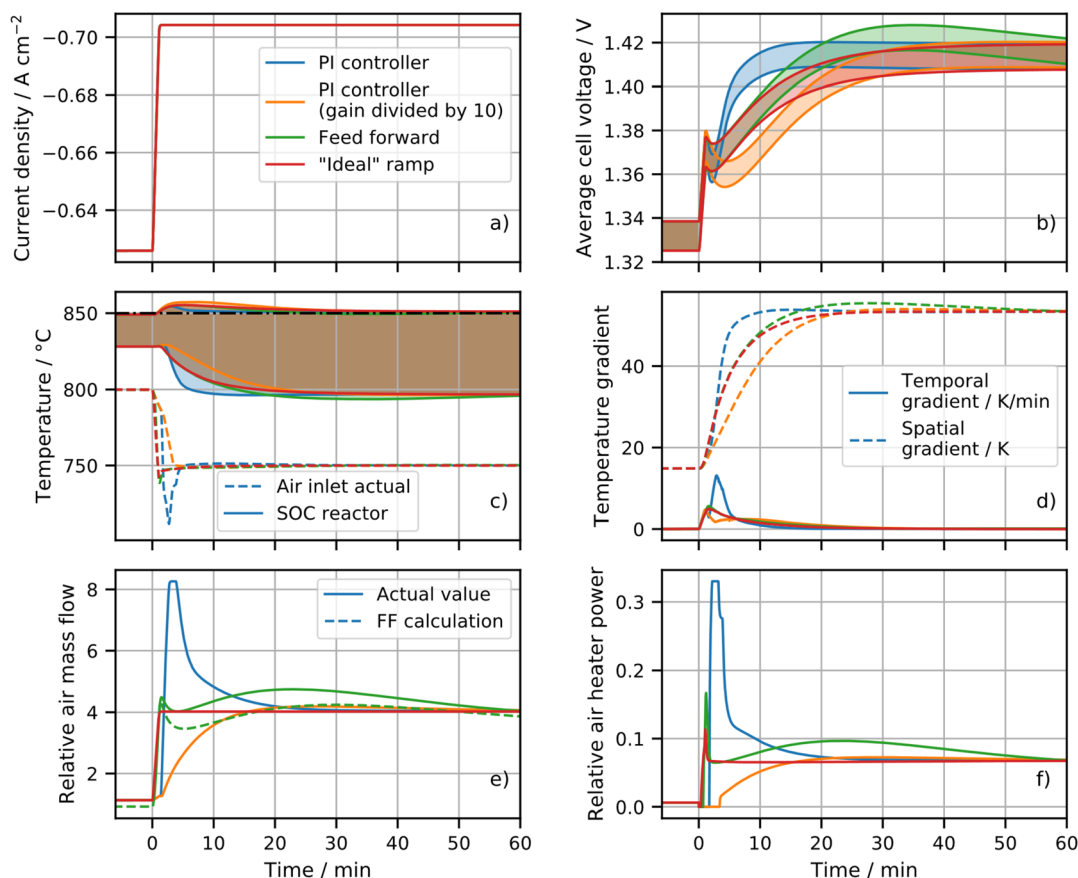 Current density / A cm⁻²
−0.70
−0.68
−0.66
−0.64
PI controller
PI controller
(gain divided by 10)
Feed forward
"Ideal" ramp
a)
Average cell voltage / V
1.42
1.40
1.38
1.36
1.34
1.32
b)
Temperature / °C
850
800
750
Air inlet actual
SOC reactor
c)
Temperature gradient
40
20
0
Temporal
gradient / K/min
Spatial
gradient / K
d)
Relative air mass flow
8
6
4
2
Actual value
FF calculation
e)
0 10 20 30 40 50 60
Time / min
Relative air heater power
0.3
0.2
0.1
0.0
f)
0 10 20 30 40 50 60
Time / min